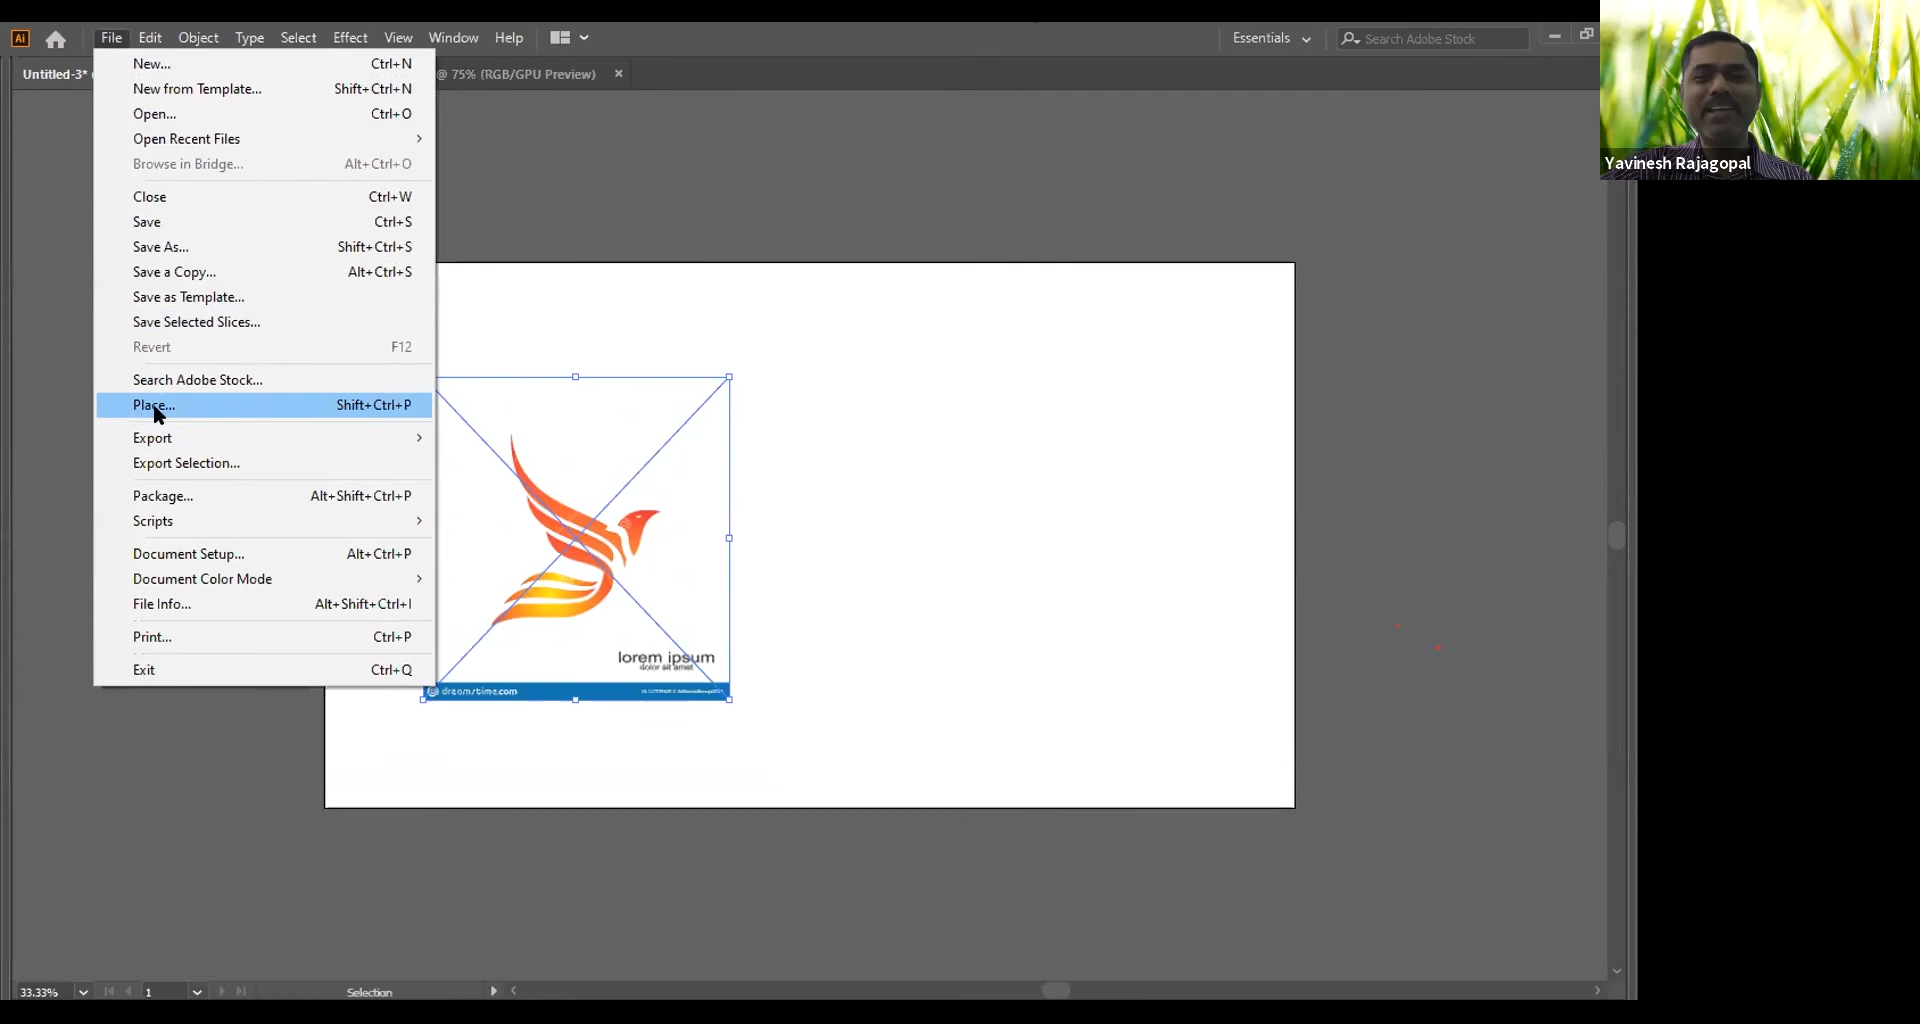 Ai File Edit Object Type Select Effect View Window Help Essentials Search Adobe Stock
Untitled-3* @ 75% (RGB/GPU Preview) ×
New... Ctrl+N
New from Template... Shift+Ctrl+N
Open... Ctrl+O
Open Recent Files
Browse in Bridge... Alt+Ctrl+O
Close Ctrl+W
Save Ctrl+S
Save As... Shift+Ctrl+S
Save a Copy... Alt+Ctrl+S
Save as Template...
Save Selected Slices...
Revert F12
Search Adobe Stock...
Place... Shift+Ctrl+P
Export
Export Selection...
Package... Alt+Shift+Ctrl+P
Scripts
Document Setup... Alt+Ctrl+P
Document Color Mode
File Info... Alt+Shift+Ctrl+I
Print... Ctrl+P
Exit Ctrl+Q
lorem ipsum
dolor sit amet
dreamstime.com
Yavinesh Rajagopal
33.33% 1 Selection